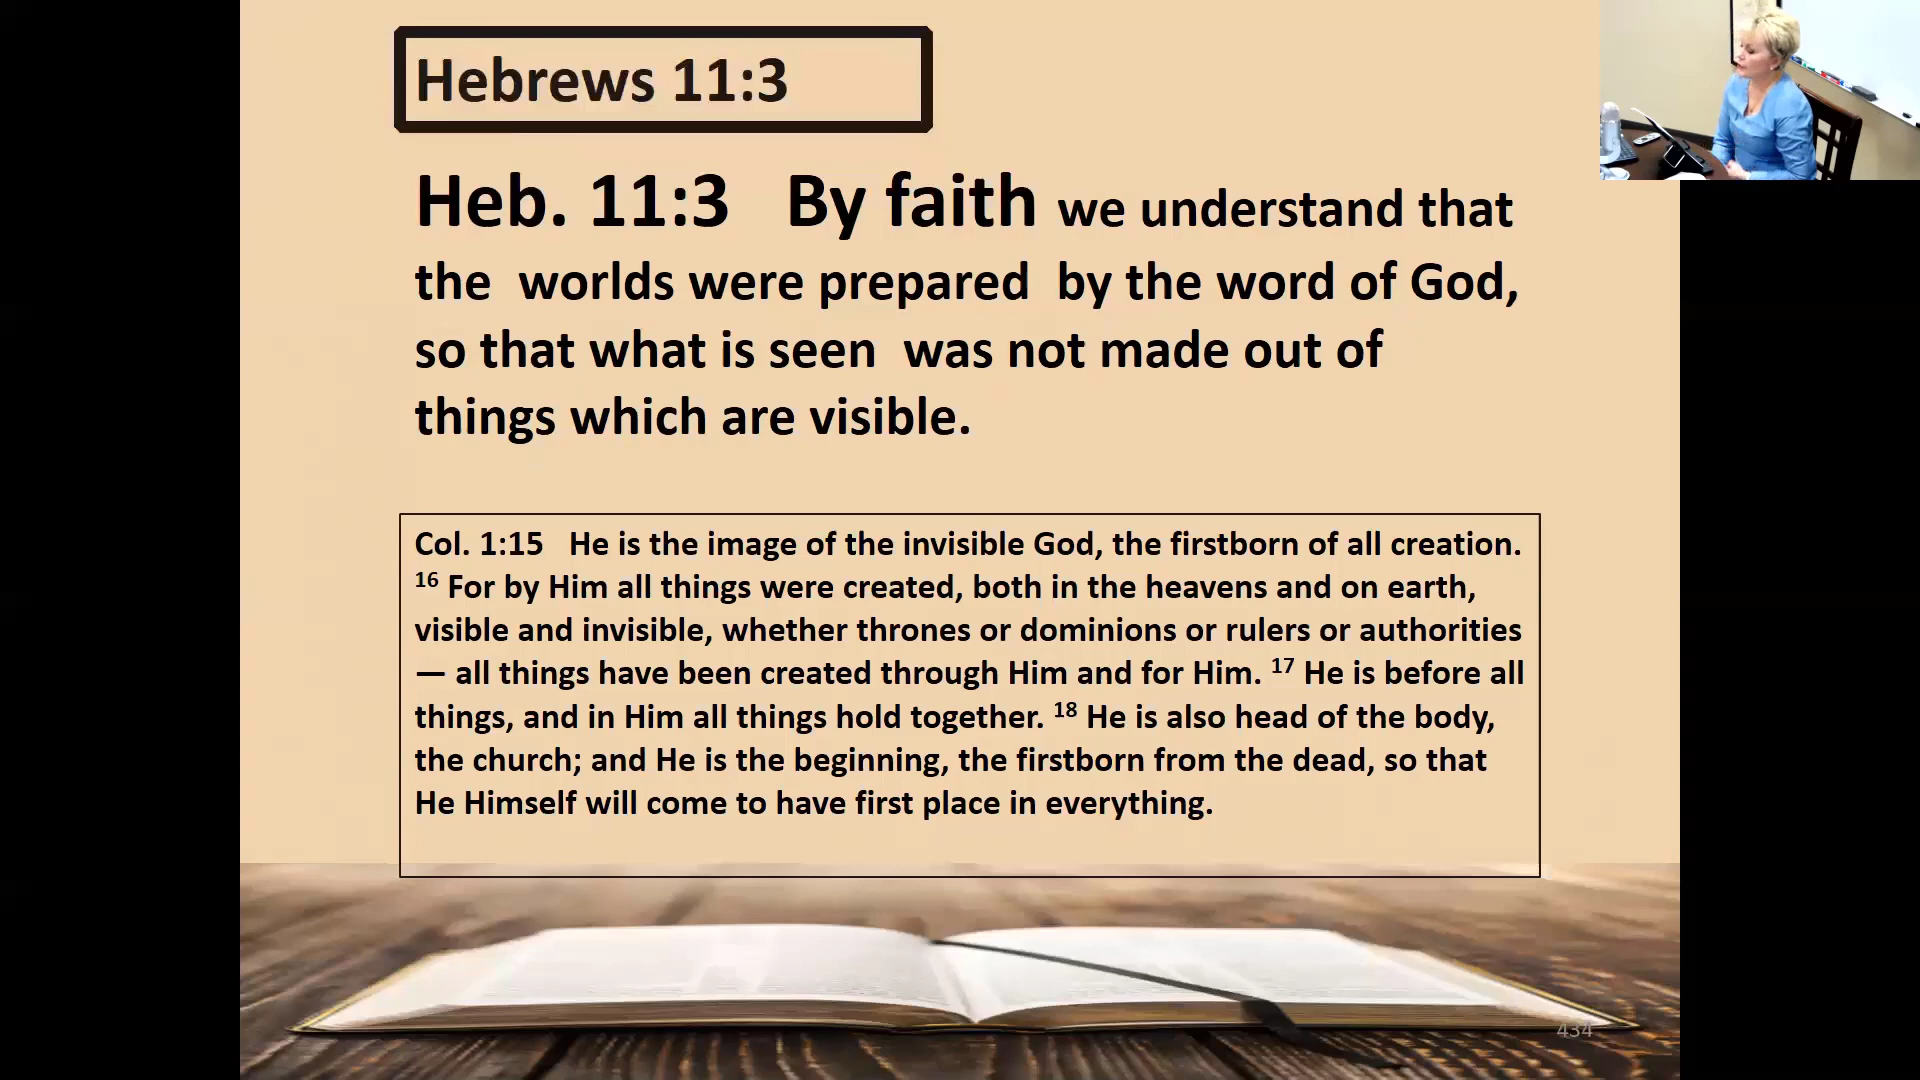 Hebrews 11:3
Heb. 11:3 By faith we understand that
the worlds were prepared by the word of God,
so that what is seen was not made out of
things which are visible.
Col. 1:15 He is the image of the invisible God, the firstborn of all creation.
16 For by Him all things were created, both in the heavens and on earth,
visible and invisible, whether thrones or dominions or rulers or authorities
— all things have been created through Him and for Him. 17 He is before all
things, and in Him all things hold together. 18 He is also head of the body,
the church; and He is the beginning, the firstborn from the dead, so that
He Himself will come to have first place in everything.
434